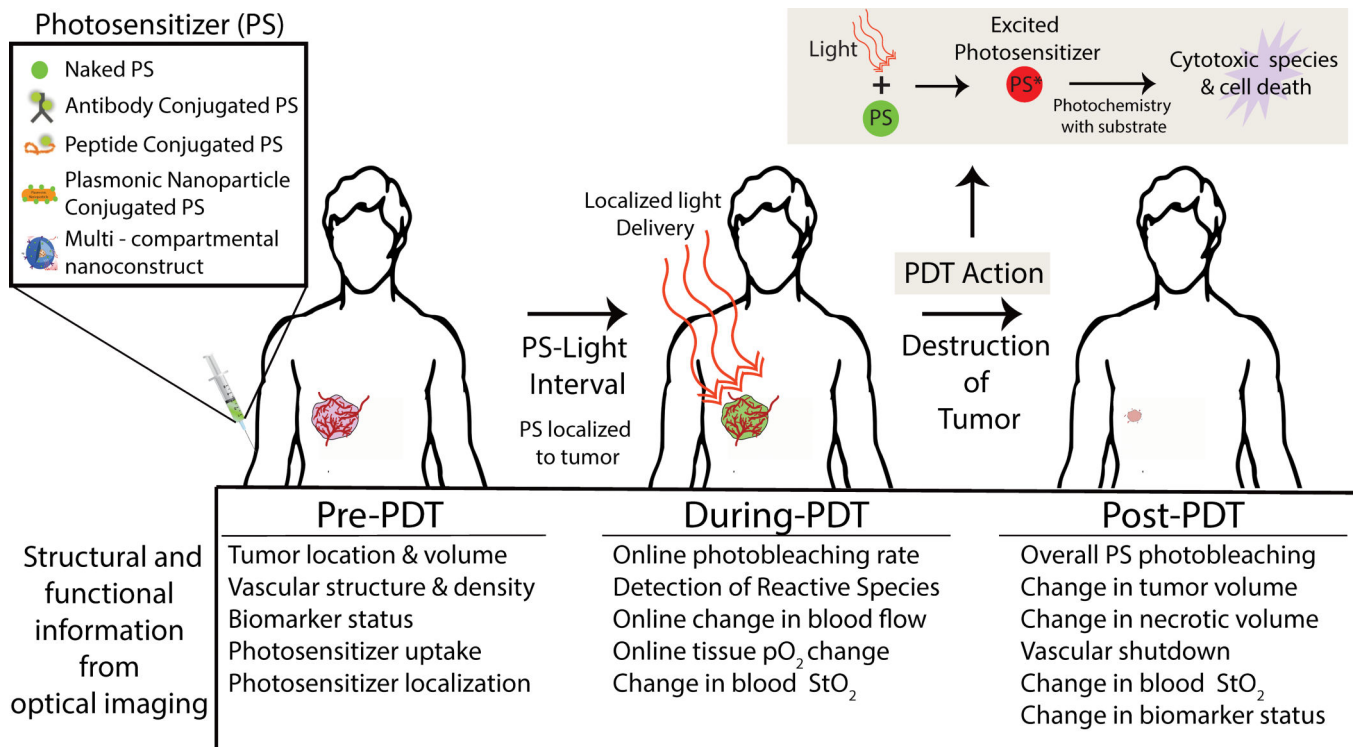 Photosensitizer (PS)
Naked PS
Antibody Conjugated PS
Peptide Conjugated PS
Plasmonic Nanoparticle
Conjugated PS
Multi - compartmental
nanoconstruct
Light
+
PS
Excited
Photosensitizer
PS*
Photochemistry
with substrate
Cytotoxic species
& cell death
PS-Light
Interval
PS localized
to tumor
Localized light
Delivery
PDT Action
Destruction
of
Tumor
Structural and
functional
information
from
optical imaging
Pre-PDT
Tumor location & volume
Vascular structure & density
Biomarker status
Photosensitizer uptake
Photosensitizer localization
During-PDT
Online photobleaching rate
Detection of Reactive Species
Online change in blood flow
Online tissue pO₂ change
Change in blood StO₂
Post-PDT
Overall PS photobleaching
Change in tumor volume
Change in necrotic volume
Vascular shutdown
Change in blood StO₂
Change in biomarker status